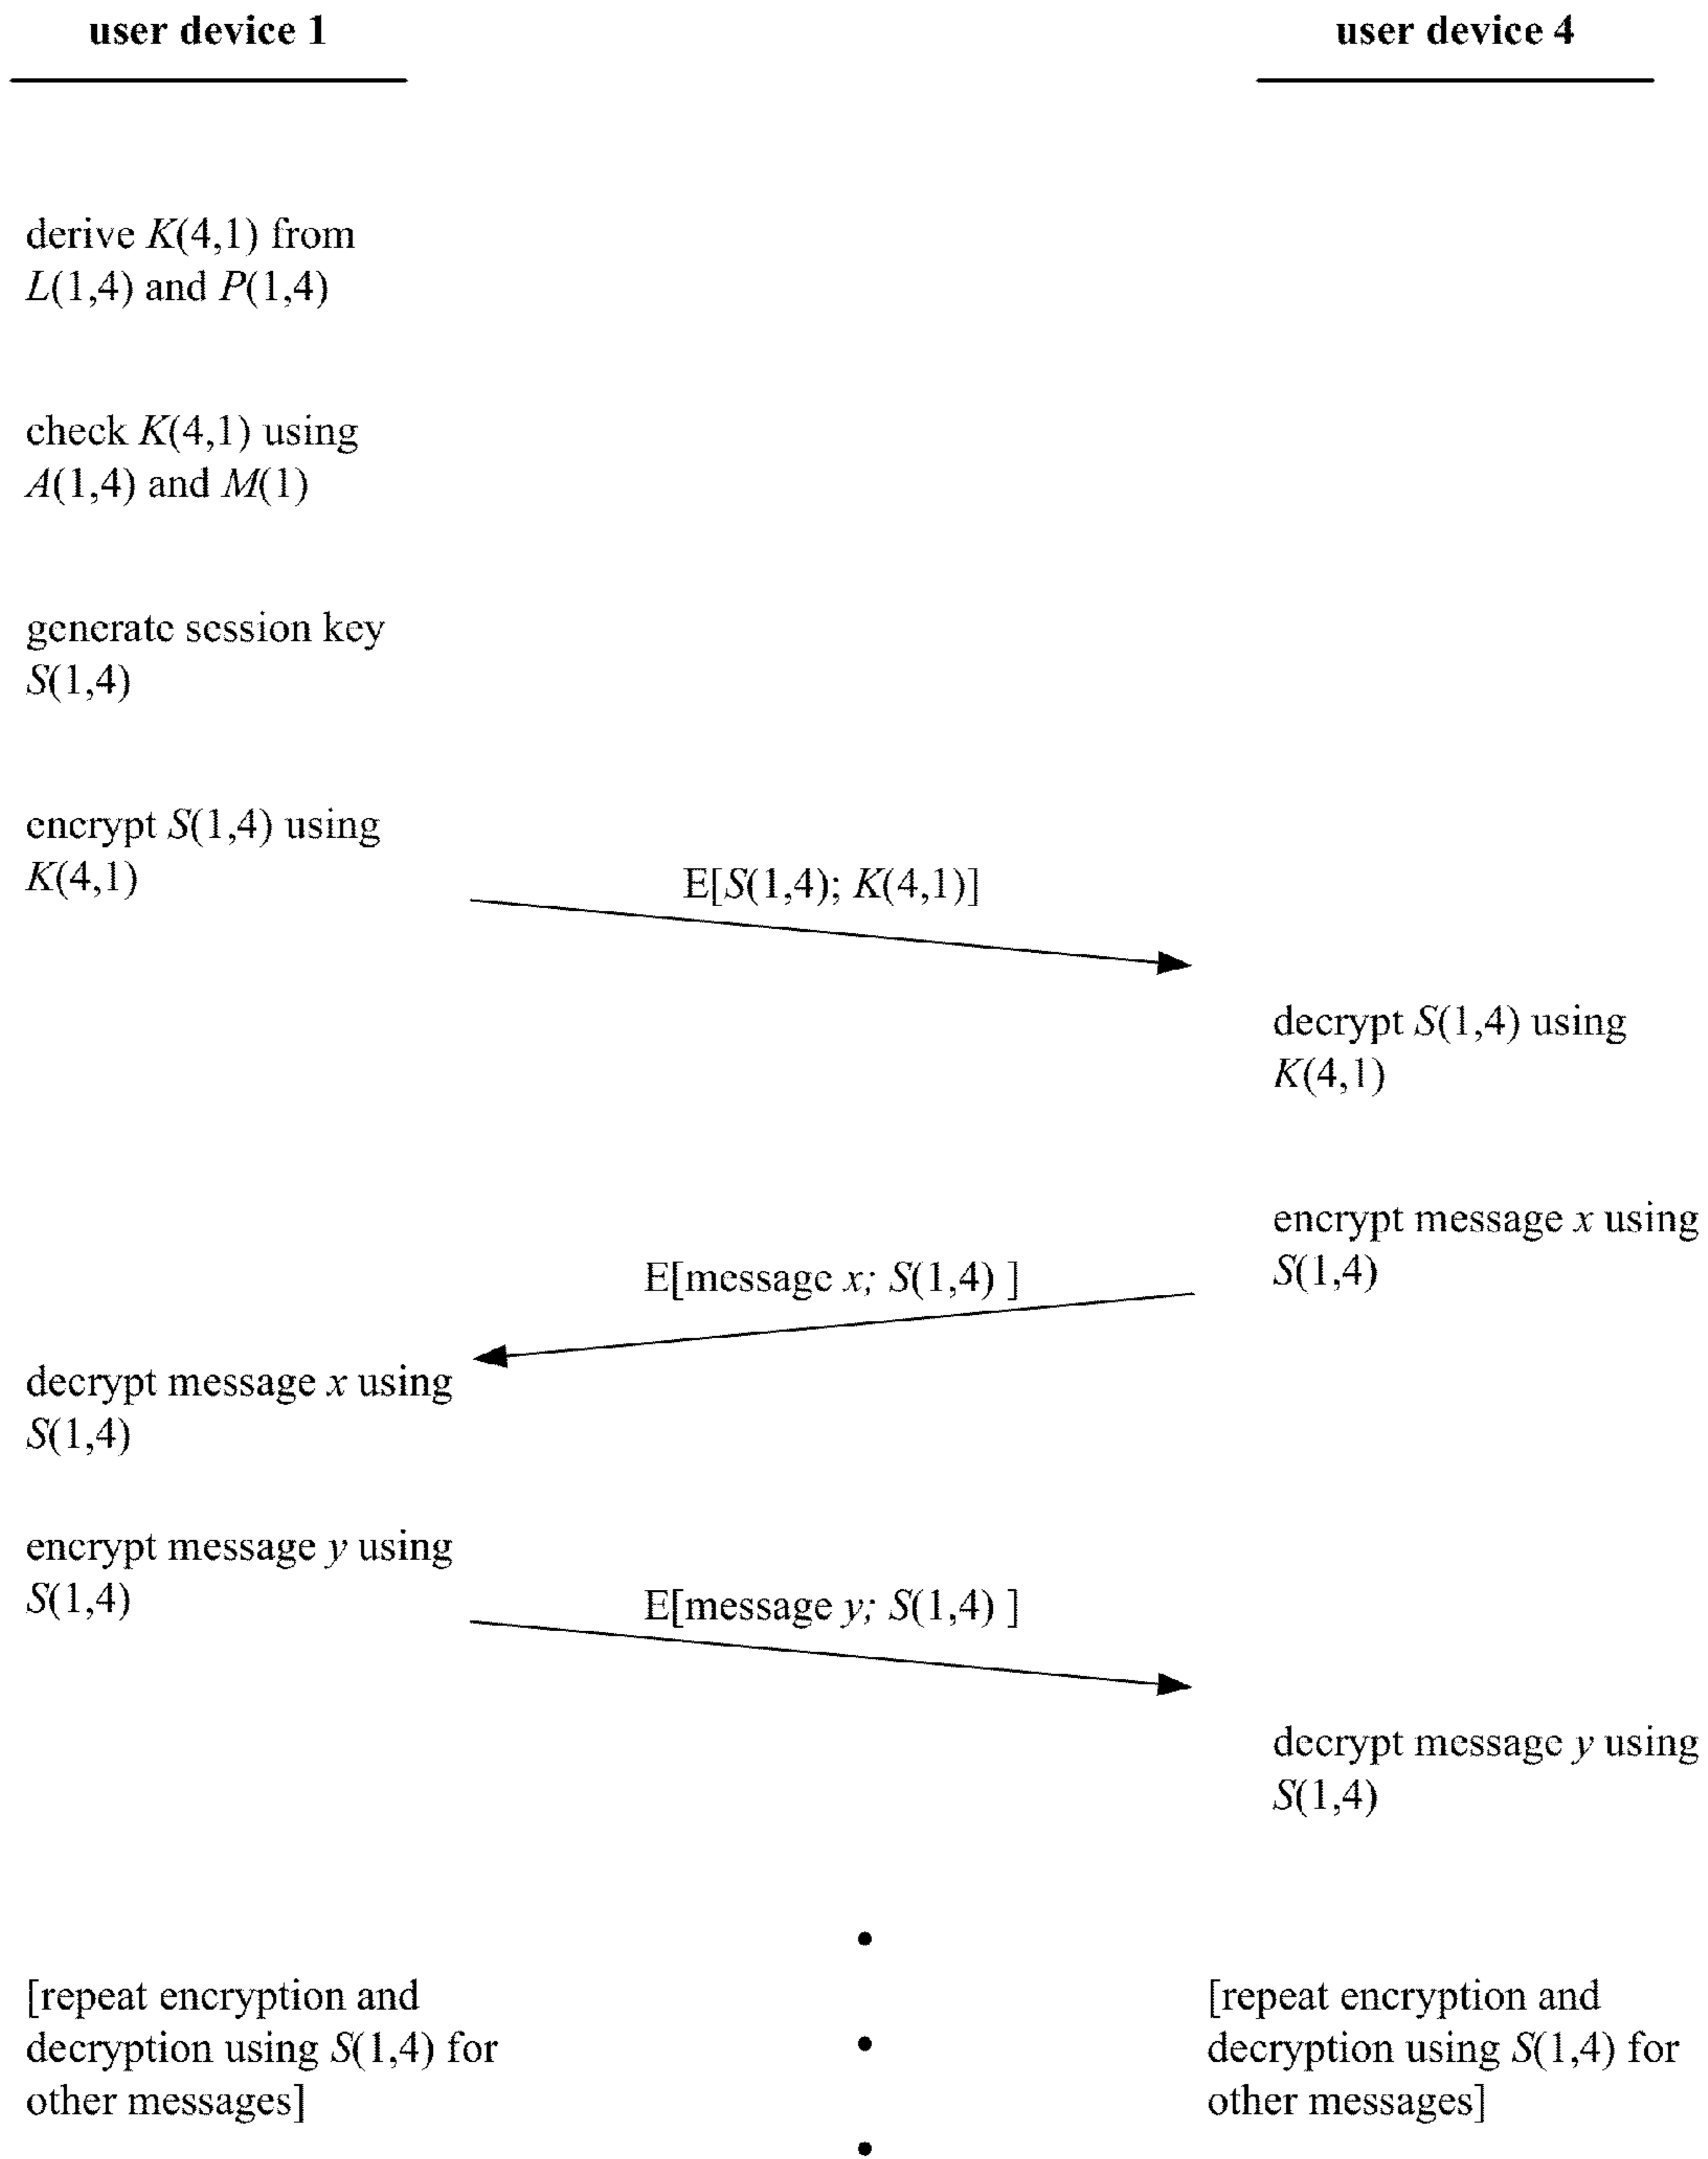 user device 1
user device 4
derive K(4,1) from
L(1,4) and P(1,4)
check K(4,1) using
A(1,4) and M(1)
generate session key
S(1,4)
encrypt S(1,4) using
K(4,1)
E[S(1,4); K(4,1)]
decrypt S(1,4) using
K(4,1)
encrypt message x using
S(1,4)
E[message x; S(1,4) ]
decrypt message x using
S(1,4)
encrypt message y using
S(1,4)
E[message y; S(1,4) ]
decrypt message y using
S(1,4)
[repeat encryption and
decryption using S(1,4) for
other messages]
[repeat encryption and
decryption using S(1,4) for
other messages]